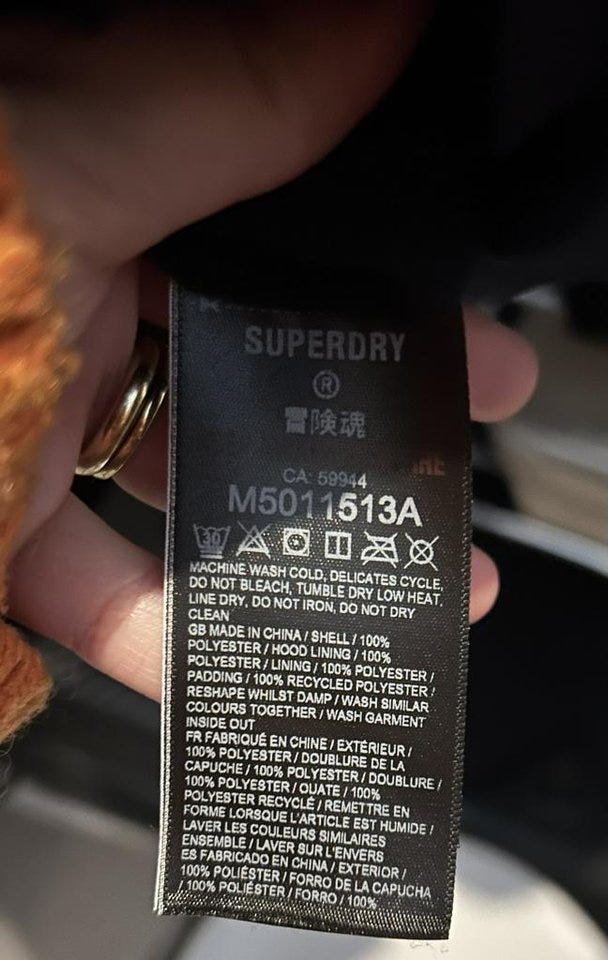 SUPERDRY
®
冒険魂
CA: 59944
M5011513A
30
MACHINE WASH COLD, DELICATES CYCLE,
DO NOT BLEACH, TUMBLE DRY LOW HEAT,
LINE DRY, DO NOT IRON, DO NOT DRY
CLEAN
GB MADE IN CHINA / SHELL / 100%
POLYESTER / HOOD LINING / 100%
POLYESTER / LINING / 100% POLYESTER /
PADDING / 100% RECYCLED POLYESTER /
RESHAPE WHILST DAMP / WASH SIMILAR
COLOURS TOGETHER / WASH GARMENT
INSIDE OUT
FR FABRIQUÉ EN CHINE / EXTÉRIEUR /
100% POLYESTER / DOUBLURE DE LA
CAPUCHE / 100% POLYESTER / DOUBLURE /
100% POLYESTER / OUATE / 100%
POLYESTER RECYCLÉ / REMETTRE EN
FORME LORSQUE L'ARTICLE EST HUMIDE /
LAVER LES COULEURS SIMILAIRES
ENSEMBLE / LAVER SUR L'ENVERS
ES FABRICADO EN CHINA / EXTERIOR /
100% POLIÉSTER / FORRO DE LA CAPUCHA
/ 100% POLIÉSTER / FORRO / 100%